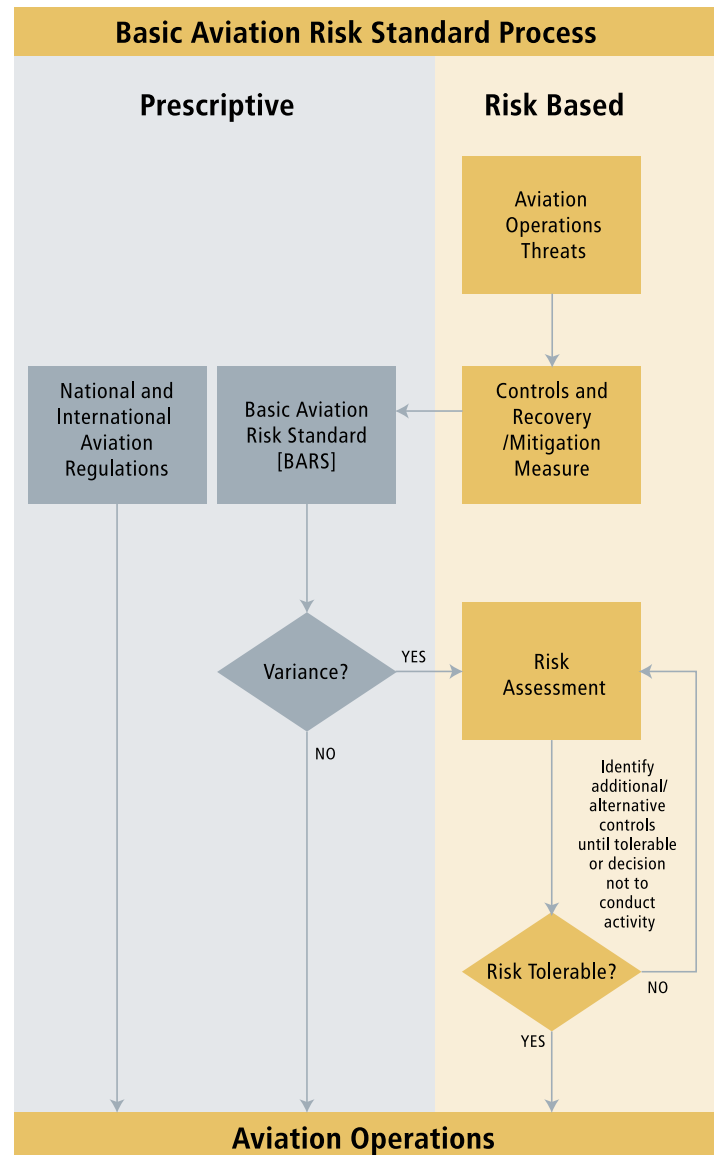 Basic Aviation Risk Standard Process
Prescriptive
Risk Based
Aviation
Operations
Threats
National and
International
Aviation
Regulations
Basic Aviation
Risk Standard
[BARS]
Controls and
Recovery
/Mitigation
Measure
Variance?
YES
NO
Risk
Assessment
Identify
additional/
alternative
controls
until tolerable
or decision
not to
conduct
activity
Risk Tolerable?
NO
YES
Aviation Operations